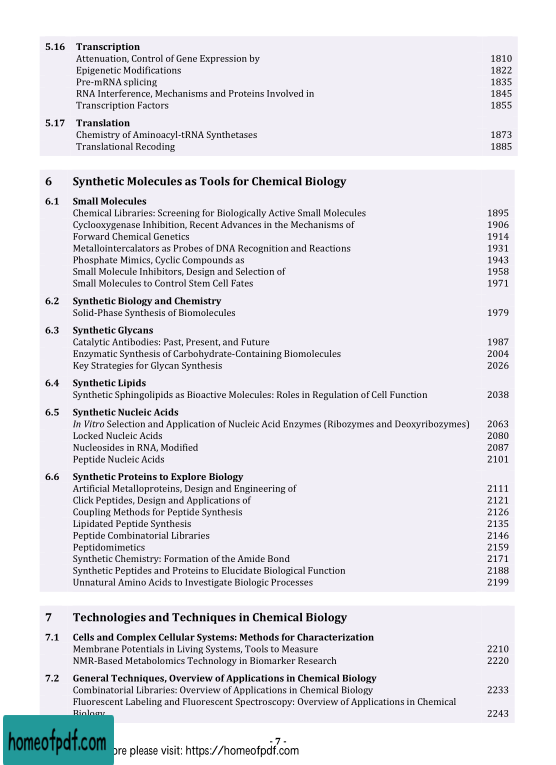 5.16 Transcription
Attenuation, Control of Gene Expression by 1810
Epigenetic Modifications 1822
Pre-mRNA splicing 1835
RNA Interference, Mechanisms and Proteins Involved in 1845
Transcription Factors 1855
5.17 Translation
Chemistry of Aminoacyl-tRNA Synthetases 1873
Translational Recoding 1885
6 Synthetic Molecules as Tools for Chemical Biology
6.1 Small Molecules
Chemical Libraries: Screening for Biologically Active Small Molecules 1895
Cyclooxygenase Inhibition, Recent Advances in the Mechanisms of 1906
Forward Chemical Genetics 1914
Metallointercalators as Probes of DNA Recognition and Reactions 1931
Phosphate Mimics, Cyclic Compounds as 1943
Small Molecule Inhibitors, Design and Selection of 1958
Small Molecules to Control Stem Cell Fates 1971
6.2 Synthetic Biology and Chemistry
Solid-Phase Synthesis of Biomolecules 1979
6.3 Synthetic Glycans
Catalytic Antibodies: Past, Present, and Future 1987
Enzymatic Synthesis of Carbohydrate-Containing Biomolecules 2004
Key Strategies for Glycan Synthesis 2026
6.4 Synthetic Lipids
Synthetic Sphingolipids as Bioactive Molecules: Roles in Regulation of Cell Function 2038
6.5 Synthetic Nucleic Acids
In Vitro Selection and Application of Nucleic Acid Enzymes (Ribozymes and Deoxyribozymes) 2063
Locked Nucleic Acids 2080
Nucleosides in RNA, Modified 2087
Peptide Nucleic Acids 2101
6.6 Synthetic Proteins to Explore Biology
Artificial Metalloproteins, Design and Engineering of 2111
Click Peptides, Design and Applications of 2121
Coupling Methods for Peptide Synthesis 2126
Lipidated Peptide Synthesis 2135
Peptide Combinatorial Libraries 2146
Peptidomimetics 2159
Synthetic Chemistry: Formation of the Amide Bond 2171
Synthetic Peptides and Proteins to Elucidate Biological Function 2188
Unnatural Amino Acids to Investigate Biologic Processes 2199
7 Technologies and Techniques in Chemical Biology
7.1 Cells and Complex Cellular Systems: Methods for Characterization
Membrane Potentials in Living Systems, Tools to Measure 2210
NMR-Based Metabolomics Technology in Biomarker Research 2220
7.2 General Techniques, Overview of Applications in Chemical Biology
Combinatorial Libraries: Overview of Applications in Chemical Biology 2233
Fluorescent Labeling and Fluorescent Spectroscopy: Overview of Applications in Chemical
Biology 2243
- 7 -
homeofpdf.com
ore please visit: https://homeofpdf.com